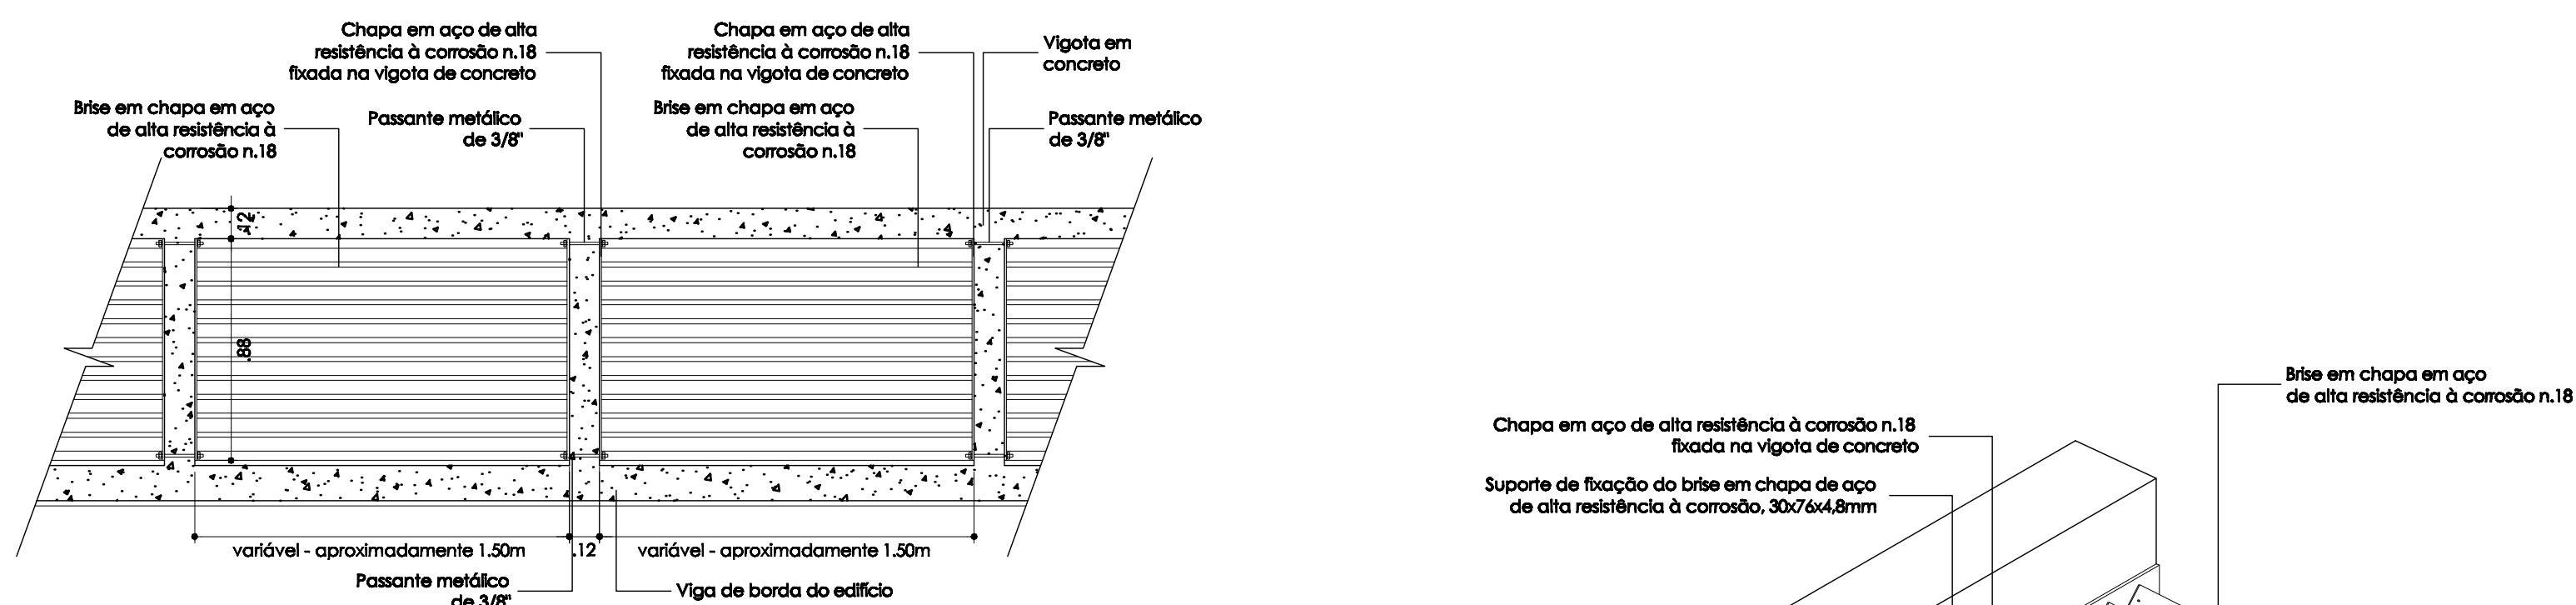 Chapa em aço de alta
resistência à corrosão n.18
fixada na vigota de concreto
Chapa em aço de alta
resistência à corrosão n.18
fixada na vigota de concreto
Vigota em
concreto
Brise em chapa em aço
de alta resistência à
corrosão n.18
Passante metálico
de 3/8"
Brise em chapa em aço
de alta resistência à
corrosão n.18
Passante metálico
de 3/8"
.12
.88
variável - aproximadamente 1.50m
.12
variável - aproximadamente 1.50m
Passante metálico
de 3/8"
Viga de borda do edifício
Brise em chapa em aço
de alta resistência à corrosão n.18
Chapa em aço de alta resistência à corrosão n.18
fixada na vigota de concreto
Suporte de fixação do brise em chapa de aço
de alta resistência à corrosão, 30x76x4,8mm